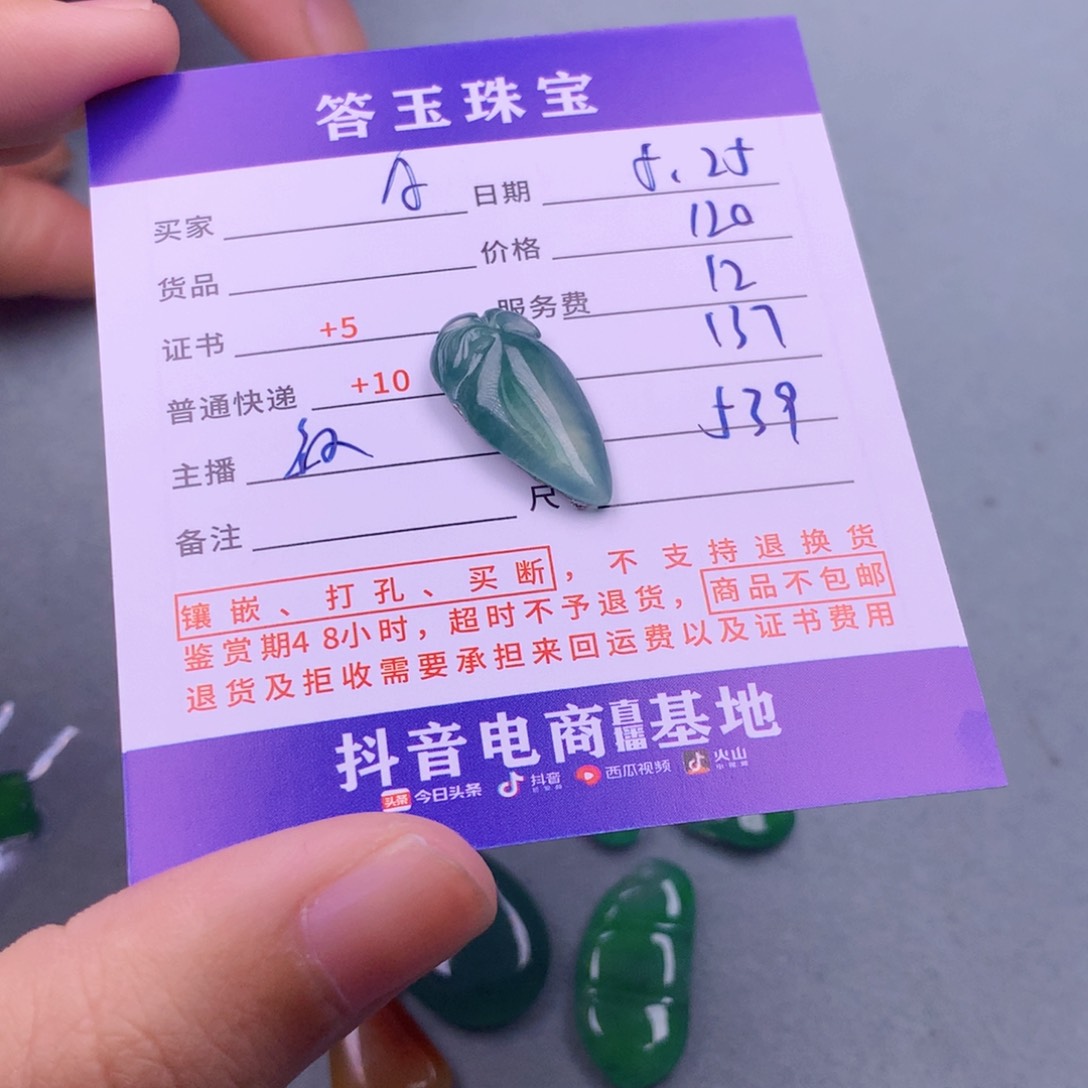 答玉珠宝
买家 A 日期 5.25
货品 价格 120
证书 +5 服务费 12
普通快递 +10 137
主播 539
备注 尺
镶嵌、打孔、买断，不支持退换货
鉴赏期48小时，超时不予退货，商品不包邮
退货及拒收需要承担来回运费以及证书费用
抖音电商直播基地
头条 今日头条 抖音 西瓜视频 火山